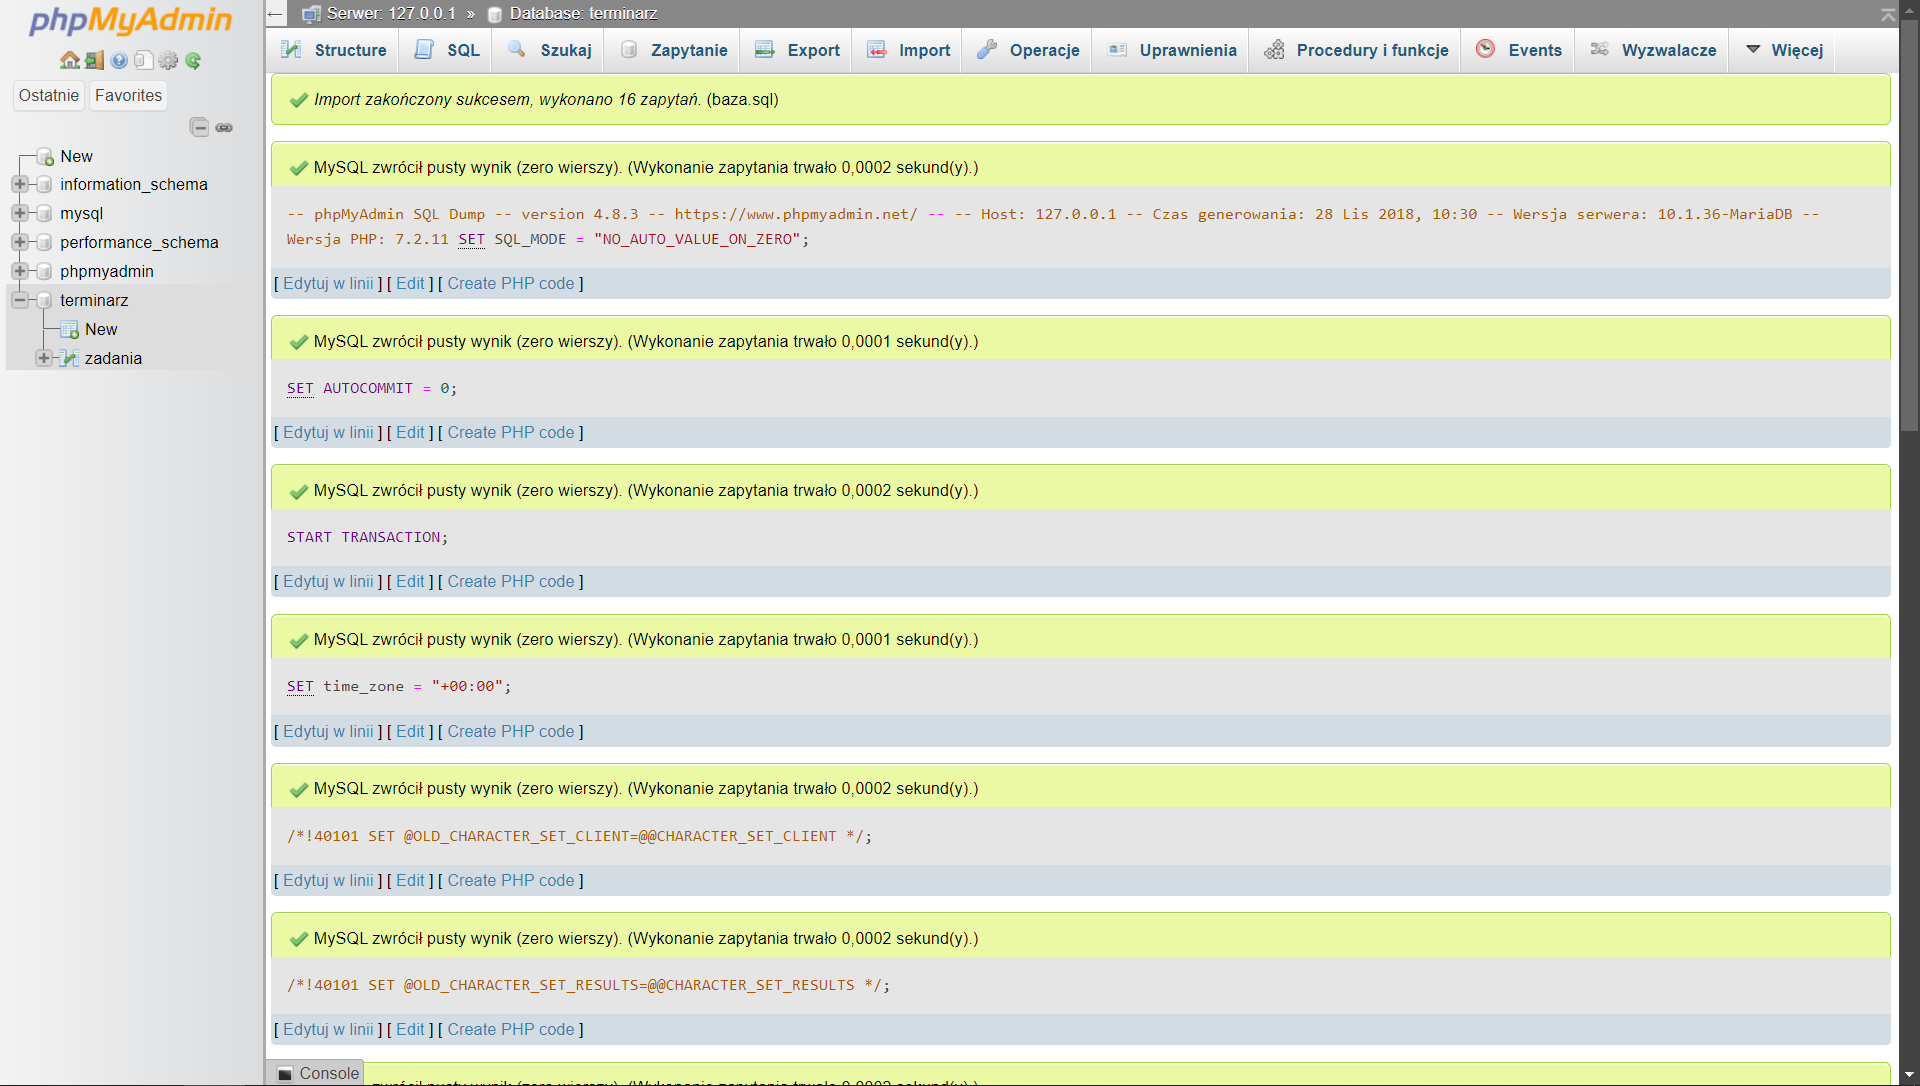 phpMyAdmin
Ostatnie Favorites
New
information_schema
mysql
performance_schema
phpmyadmin
terminarz
New
zadania
← Serwer: 127.0.0.1 » Database: terminarz
Structure SQL Szukaj Zapytanie Export Import Operacje Uprawnienia Procedury i funkcje Events Wyzwalacze Więcej
Import zakończony sukcesem, wykonano 16 zapytań. (baza.sql)
MySQL zwrócił pusty wynik (zero wierszy). (Wykonanie zapytania trwało 0,0002 sekund(y).)
-- phpMyAdmin SQL Dump -- version 4.8.3 -- https://www.phpmyadmin.net/ -- -- Host: 127.0.0.1 -- Czas generowania: 28 Lis 2018, 10:30 -- Wersja serwera: 10.1.36-MariaDB --
Wersja PHP: 7.2.11 SET SQL_MODE = "NO_AUTO_VALUE_ON_ZERO";
[ Edytuj w linii ] [ Edit ] [ Create PHP code ]
MySQL zwrócił pusty wynik (zero wierszy). (Wykonanie zapytania trwało 0,0001 sekund(y).)
SET AUTOCOMMIT = 0;
[ Edytuj w linii ] [ Edit ] [ Create PHP code ]
MySQL zwrócił pusty wynik (zero wierszy). (Wykonanie zapytania trwało 0,0002 sekund(y).)
START TRANSACTION;
[ Edytuj w linii ] [ Edit ] [ Create PHP code ]
MySQL zwrócił pusty wynik (zero wierszy). (Wykonanie zapytania trwało 0,0001 sekund(y).)
SET time_zone = "+00:00";
[ Edytuj w linii ] [ Edit ] [ Create PHP code ]
MySQL zwrócił pusty wynik (zero wierszy). (Wykonanie zapytania trwało 0,0002 sekund(y).)
/*!40101 SET @OLD_CHARACTER_SET_CLIENT=@@CHARACTER_SET_CLIENT */;
[ Edytuj w linii ] [ Edit ] [ Create PHP code ]
MySQL zwrócił pusty wynik (zero wierszy). (Wykonanie zapytania trwało 0,0002 sekund(y).)
/*!40101 SET @OLD_CHARACTER_SET_RESULTS=@@CHARACTER_SET_RESULTS */;
[ Edytuj w linii ] [ Edit ] [ Create PHP code ]
Console